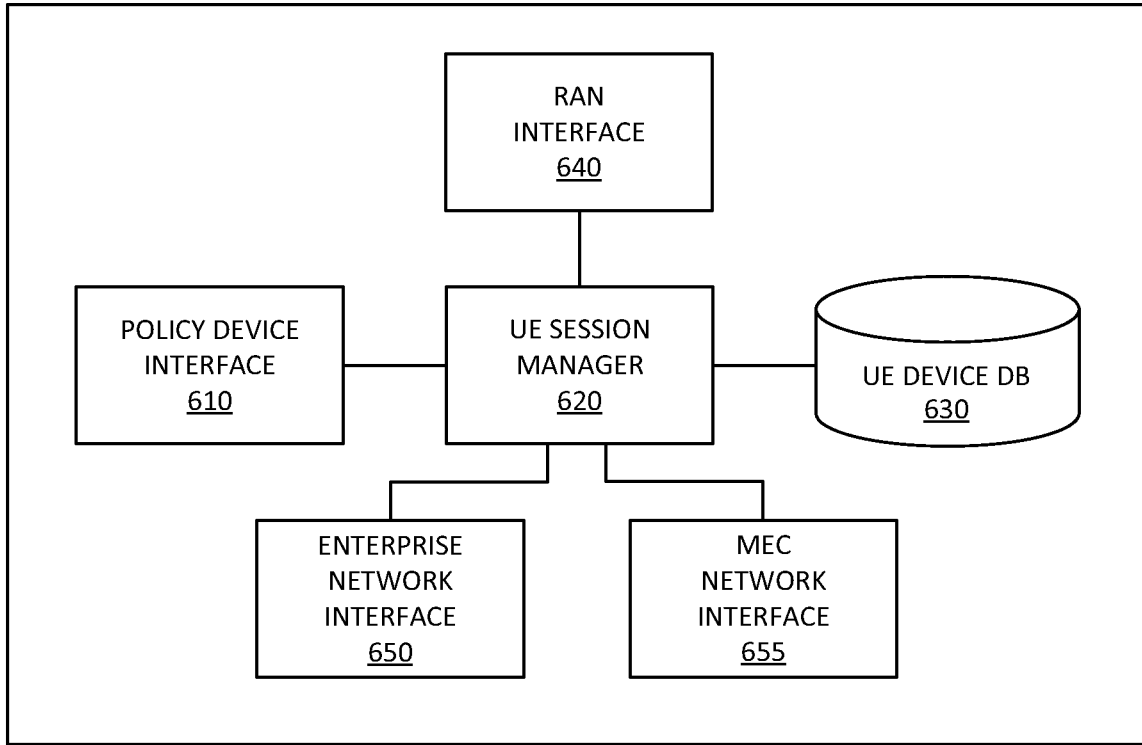 RAN
INTERFACE
640
POLICY DEVICE
INTERFACE
610
UE SESSION
MANAGER
620
UE DEVICE DB
630
ENTERPRISE
NETWORK
INTERFACE
650
MEC
NETWORK
INTERFACE
655